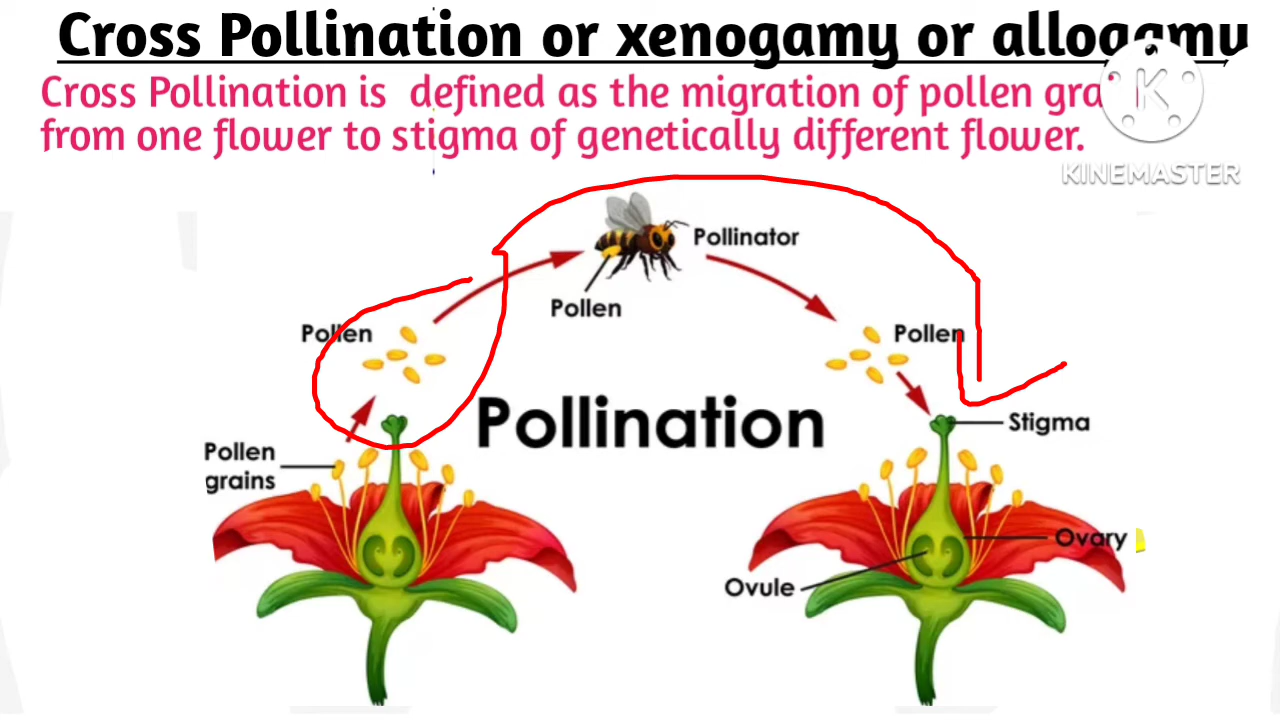 Cross Pollination or xenogamy or allogamy
Cross Pollination is defined as the migration of pollen
from one flower to stigma of genetically different flower.
K
KINEMASTER
Pollinator
Pollen
Pollen
Pollen
Pollination
Stigma
Pollen
grains
Ovary
Ovule